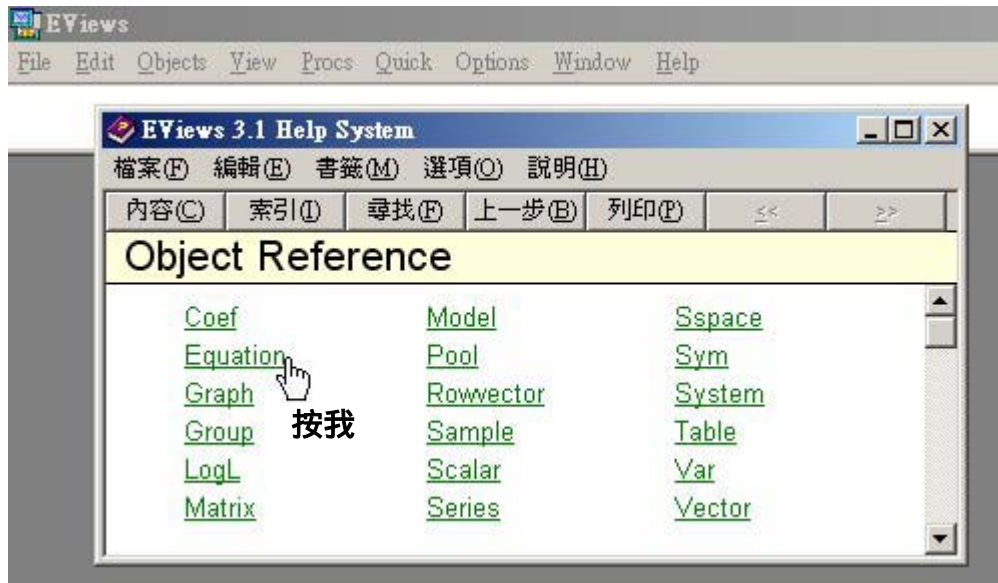 EViews
File Edit Objects View Procs Quick Options Window Help
EViews 3.1 Help System
檔案(F) 編輯(E) 書籤(M) 選項(O) 說明(H)
內容(C) 索引(I) 尋找(F) 上一步(B) 列印(P) << >>
Object Reference
Coef Model Sspace
Equation Pool Sym
Graph Rowvector System
按我
Group Sample Table
LogL Scalar Var
Matrix Series Vector